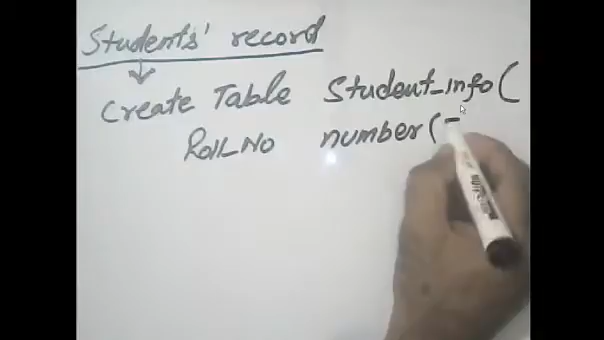 Students' record
Create Table Student_info(
Roll_No number(